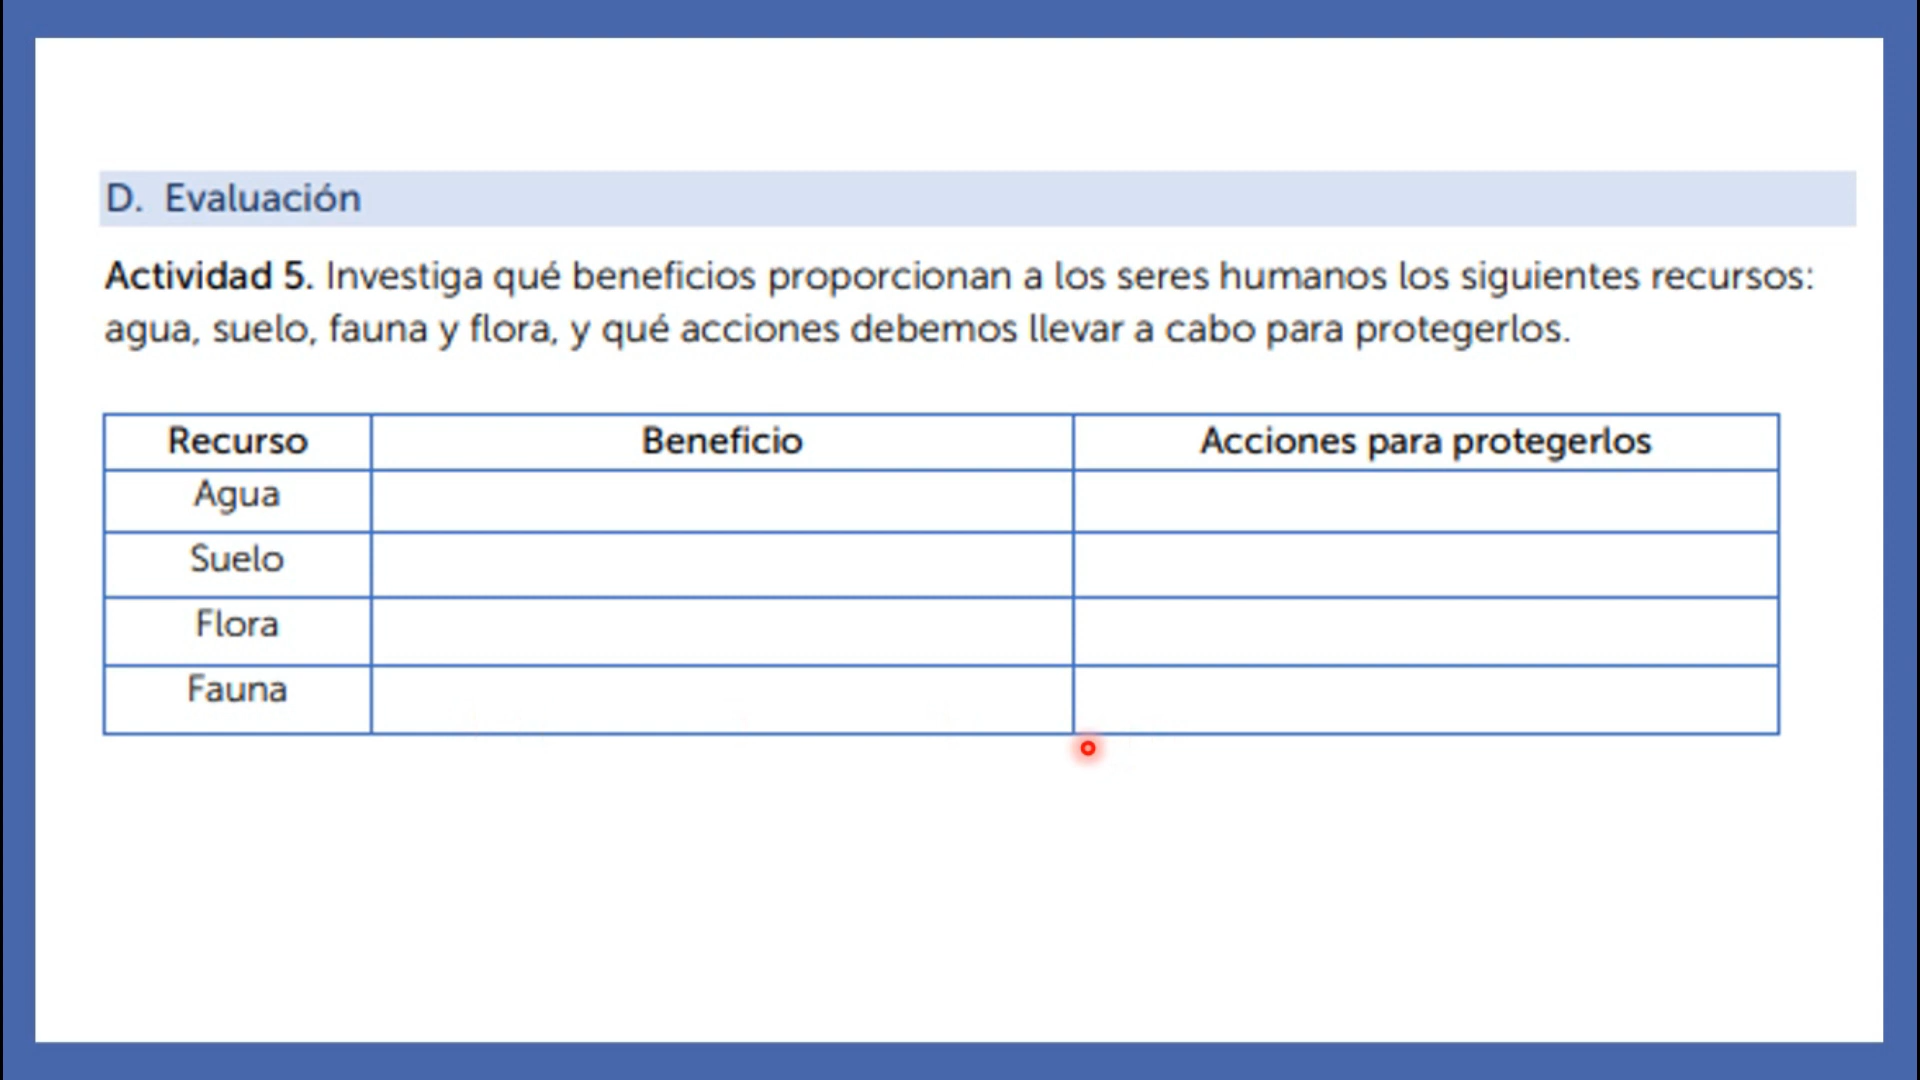 D. Evaluación
Actividad 5. Investiga qué beneficios proporcionan a los seres humanos los siguientes recursos:
agua, suelo, fauna y flora, y qué acciones debemos llevar a cabo para protegerlos.
Recurso Beneficio Acciones para protegerlos
Agua
Suelo
Flora
Fauna